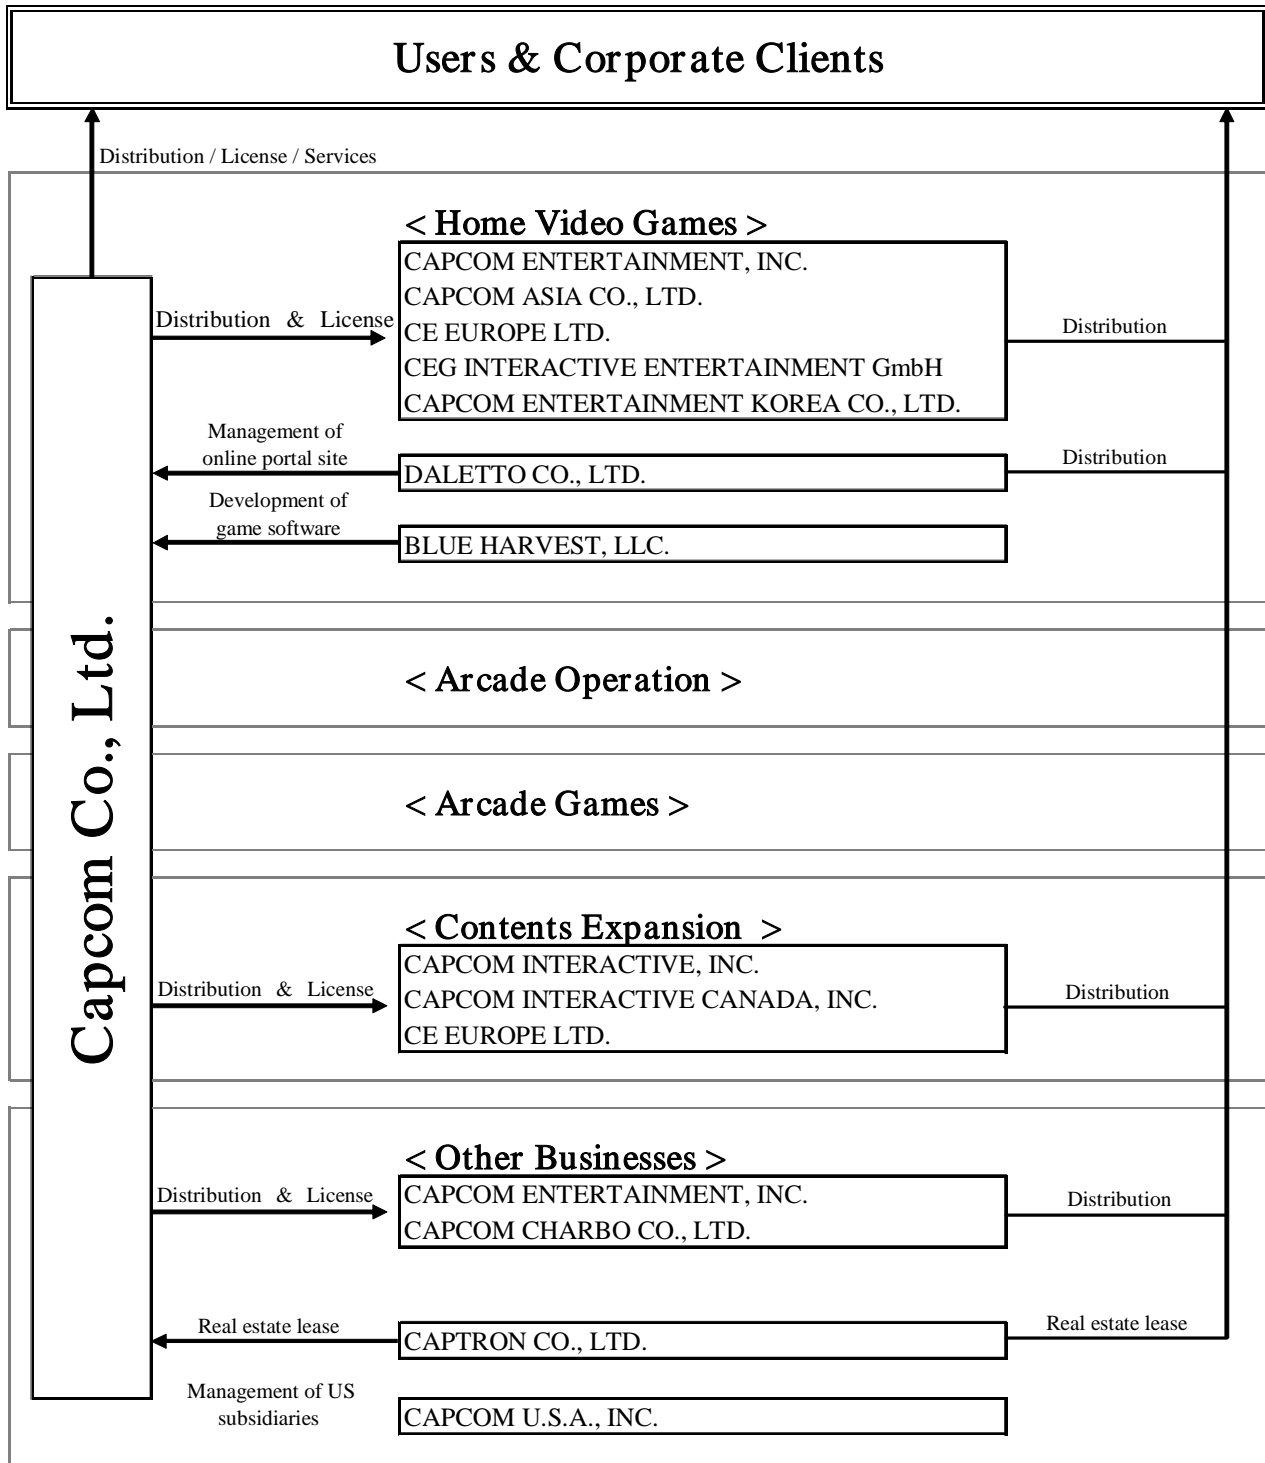 Users & Corporate Clients
Distribution / License / Services
< Home Video Games >
CAPCOM ENTERTAINMENT, INC.
CAPCOM ASIA CO., LTD.
Distribution & License
CE EUROPE LTD.
Distribution
CEG INTERACTIVE ENTERTAINMENT GmbH
CAPCOM ENTERTAINMENT KOREA CO., LTD.
Management of
online portal site
DALETTO CO., LTD.
Distribution
Development of
game software
BLUE HARVEST, LLC.
Capcom Co., Ltd.
< Arcade Operation >
< Arcade Games >
< Contents Expansion >
CAPCOM INTERACTIVE, INC.
Distribution & License
CAPCOM INTERACTIVE CANADA, INC.
Distribution
CE EUROPE LTD.
< Other Businesses >
Distribution & License
CAPCOM ENTERTAINMENT, INC.
Distribution
CAPCOM CHARBO CO., LTD.
Real estate lease
CAPTRON CO., LTD.
Real estate lease
Management of US
subsidiaries
CAPCOM U.S.A., INC.